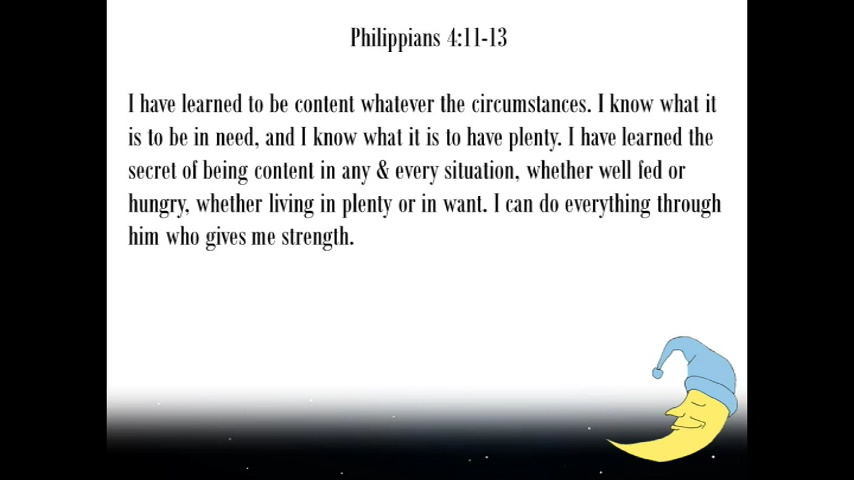 Philippians 4:11-13
I have learned to be content whatever the circumstances. I know what it
is to be in need, and I know what it is to have plenty. I have learned the
secret of being content in any & every situation, whether well fed or
hungry, whether living in plenty or in want. I can do everything through
him who gives me strength.